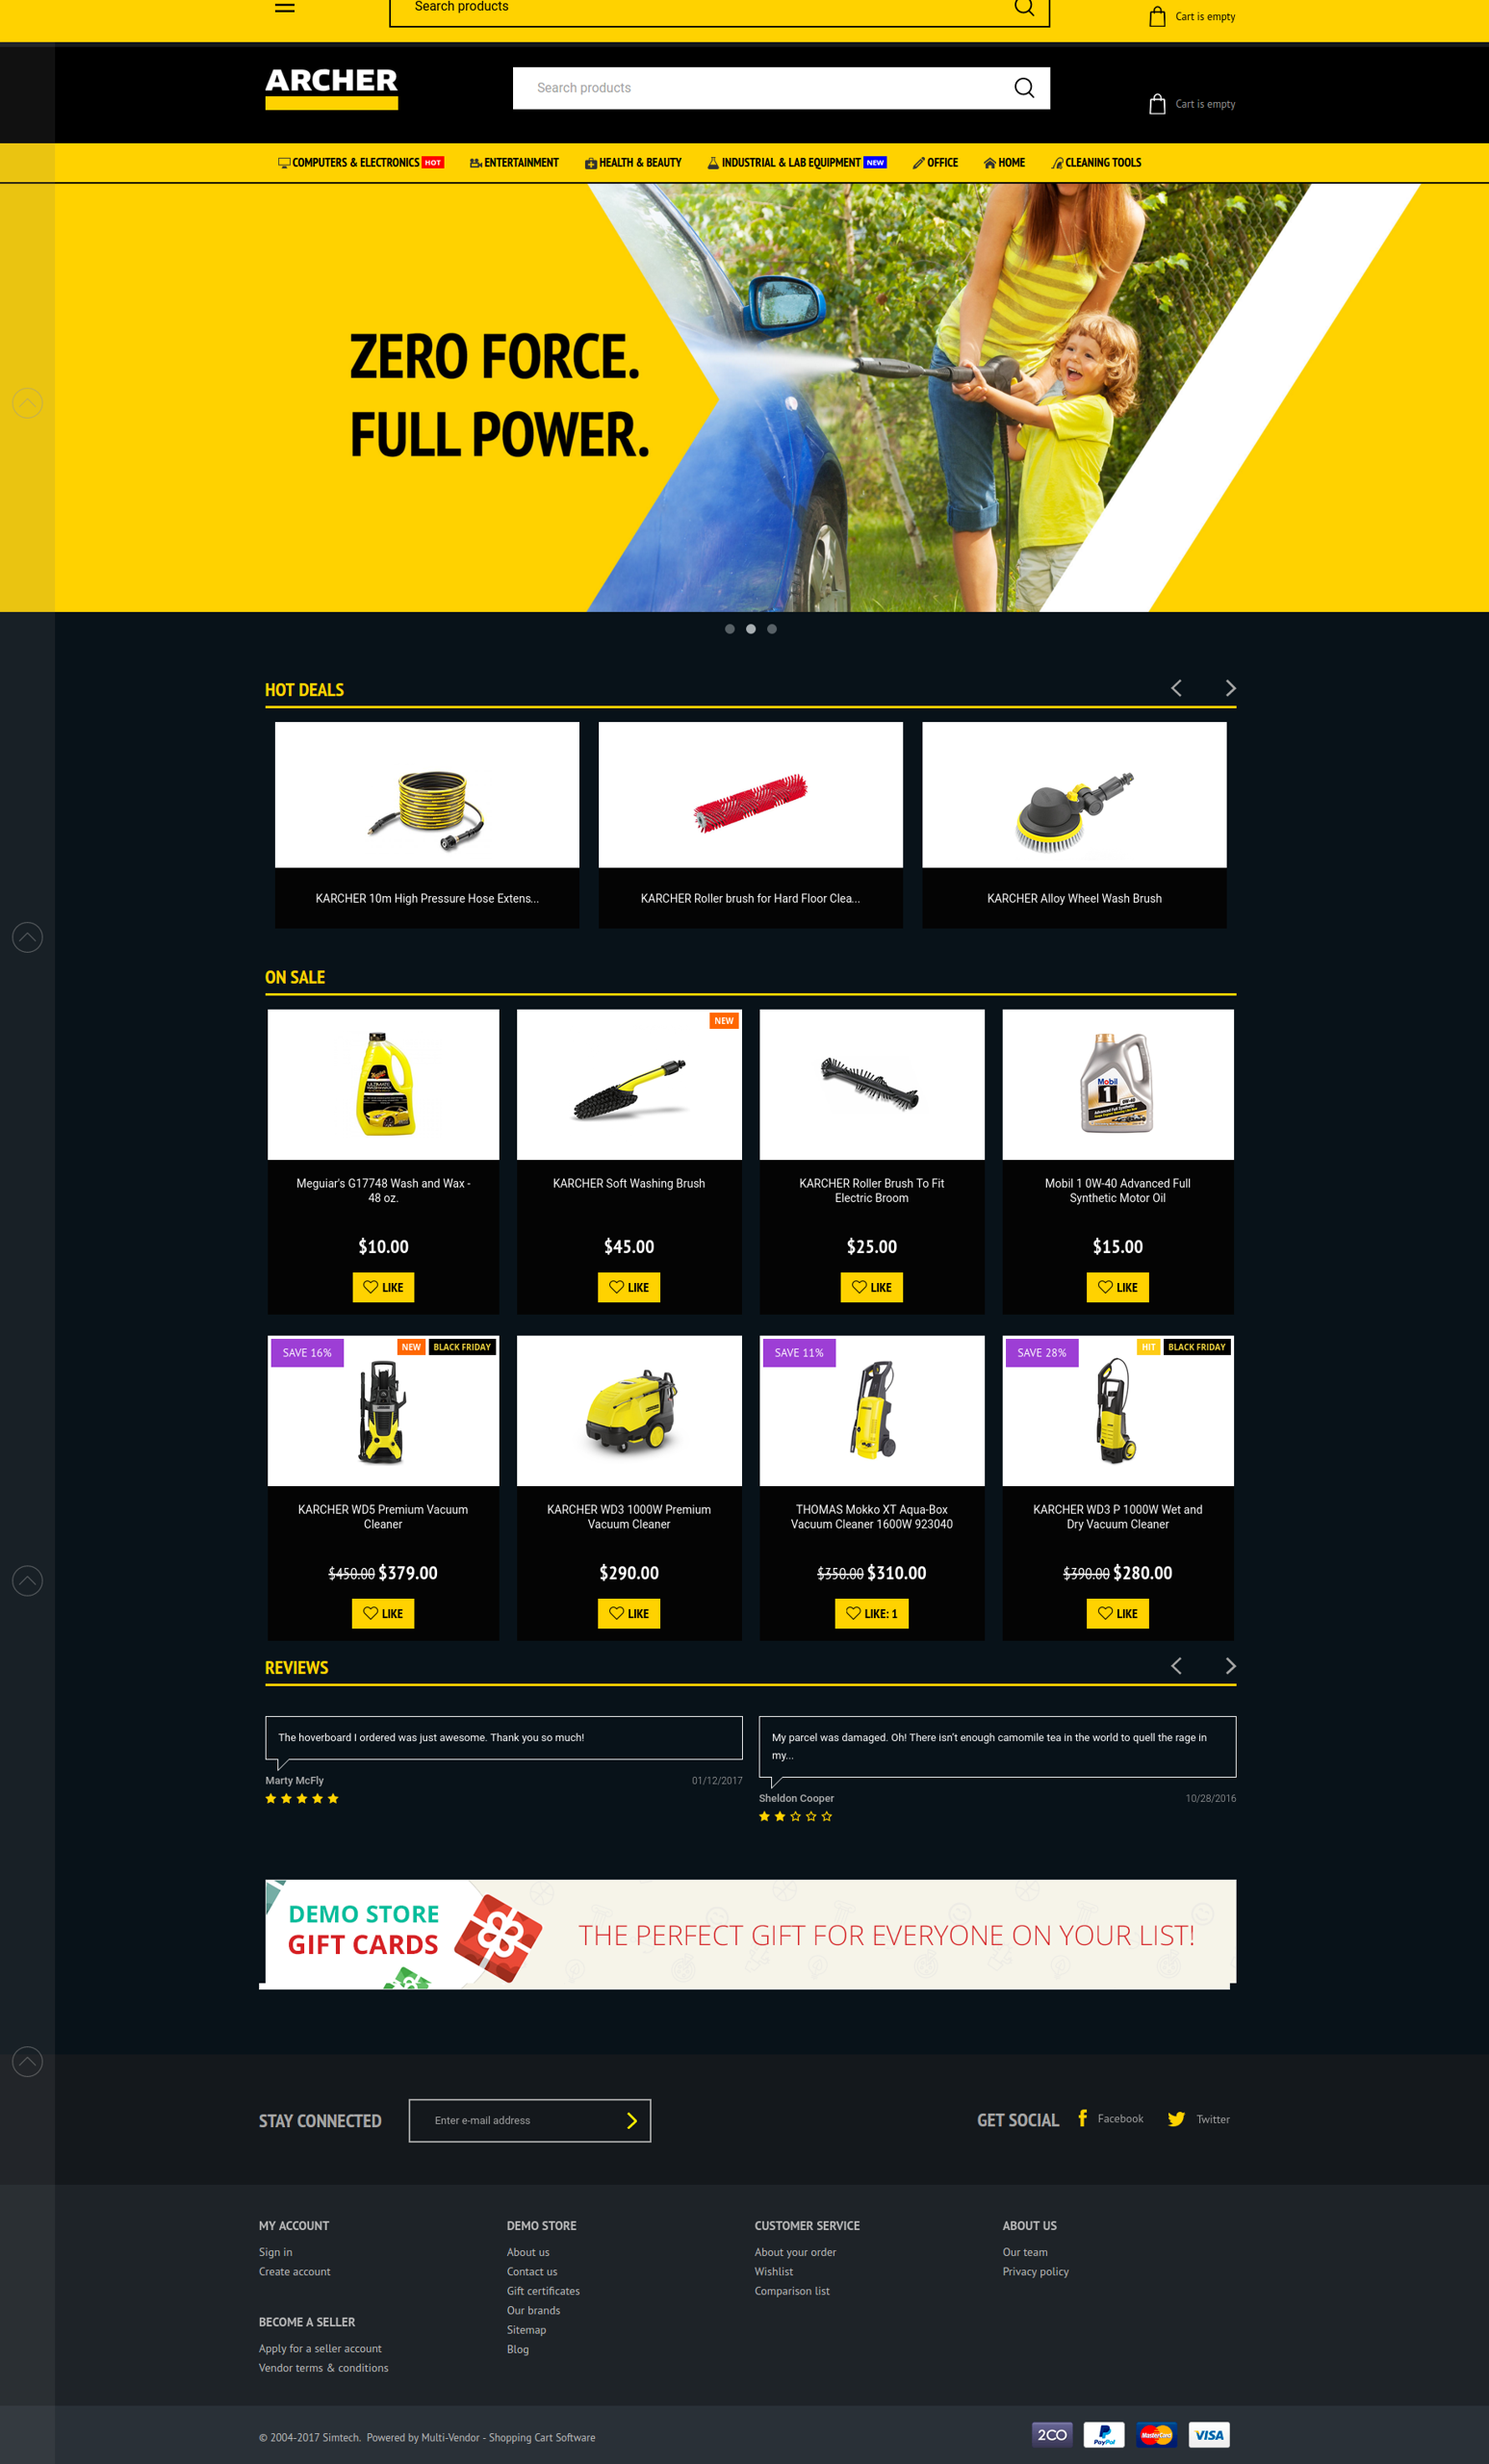 Search products
Cart is empty
ARCHER
Search products
Cart is empty
COMPUTERS & ELECTRONICS HOT ENTERTAINMENT HEALTH & BEAUTY INDUSTRIAL & LAB EQUIPMENT NEW OFFICE HOME CLEANING TOOLS
ZERO FORCE.
FULL POWER.
HOT DEALS
KARCHER 10m High Pressure Hose Extens...
KARCHER Roller brush for Hard Floor Clea...
KARCHER Alloy Wheel Wash Brush
ON SALE
NEW
ULTIMATE
Mobil
1
0W-40
Advanced Full Synthetic
Meguiar's G17748 Wash and Wax -
48 oz.
$10.00
LIKE
KARCHER Soft Washing Brush
$45.00
LIKE
KARCHER Roller Brush To Fit
Electric Broom
$25.00
LIKE
Mobil 1 0W-40 Advanced Full
Synthetic Motor Oil
$15.00
LIKE
SAVE 16%
NEW BLACK FRIDAY
KARCHER WD5 Premium Vacuum
Cleaner
$450.00 $379.00
LIKE
KARCHER WD3 1000W Premium
Vacuum Cleaner
$290.00
LIKE
SAVE 11%
THOMAS Mokko XT Aqua-Box
Vacuum Cleaner 1600W 923040
$350.00 $310.00
LIKE: 1
SAVE 28%
HIT BLACK FRIDAY
KARCHER WD3 P 1000W Wet and
Dry Vacuum Cleaner
$390.00 $280.00
LIKE
REVIEWS
The hoverboard I ordered was just awesome. Thank you so much!
Marty McFly
01/12/2017
My parcel was damaged. Oh! There isn't enough camomile tea in the world to quell the rage in
my...
Sheldon Cooper
10/28/2016
DEMO STORE
GIFT CARDS
THE PERFECT GIFT FOR EVERYONE ON YOUR LIST!
STAY CONNECTED
Enter e-mail address
GET SOCIAL
Facebook
Twitter
MY ACCOUNT
Sign in
Create account
BECOME A SELLER
Apply for a seller account
Vendor terms & conditions
DEMO STORE
About us
Contact us
Gift certificates
Our brands
Sitemap
Blog
CUSTOMER SERVICE
About your order
Wishlist
Comparison list
ABOUT US
Our team
Privacy policy
© 2004-2017 Simtech. Powered by Multi-Vendor - Shopping Cart Software
2CO
PayPal
MasterCard
VISA